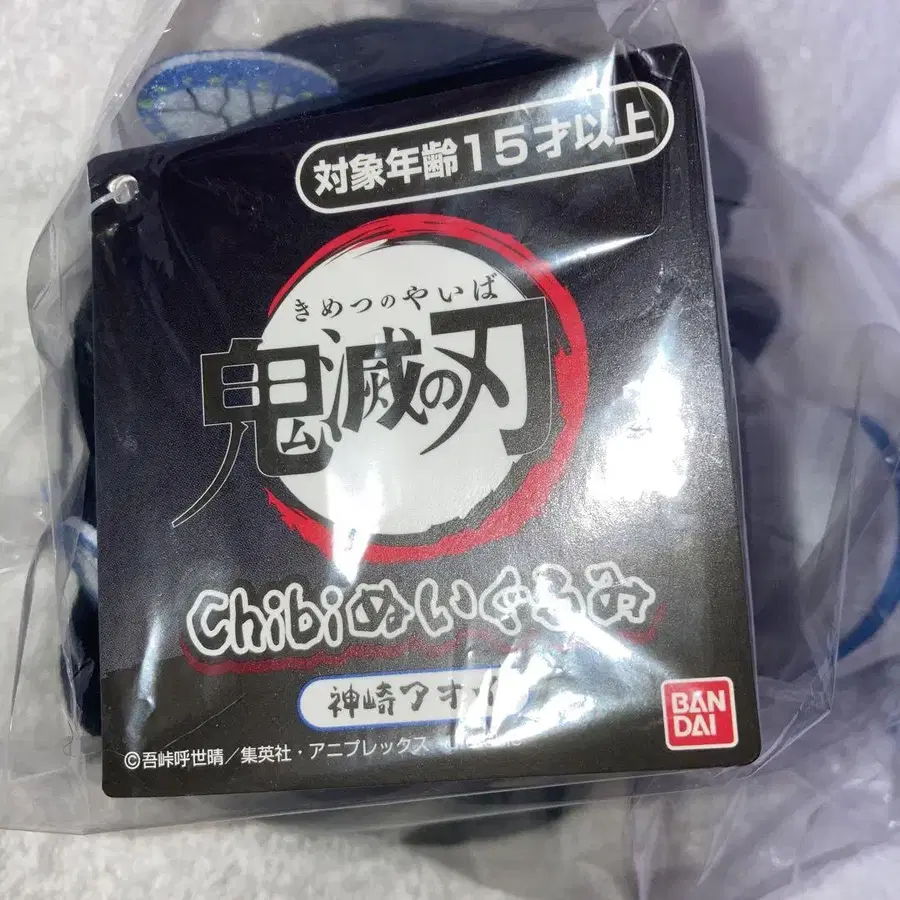 対象年齢15才以上
きめつのやいば
鬼滅の刃
Chibiぬいぐるみ
神崎アオイ
BAN
DAI
©吾峠呼世晴／集英社・アニプレックス